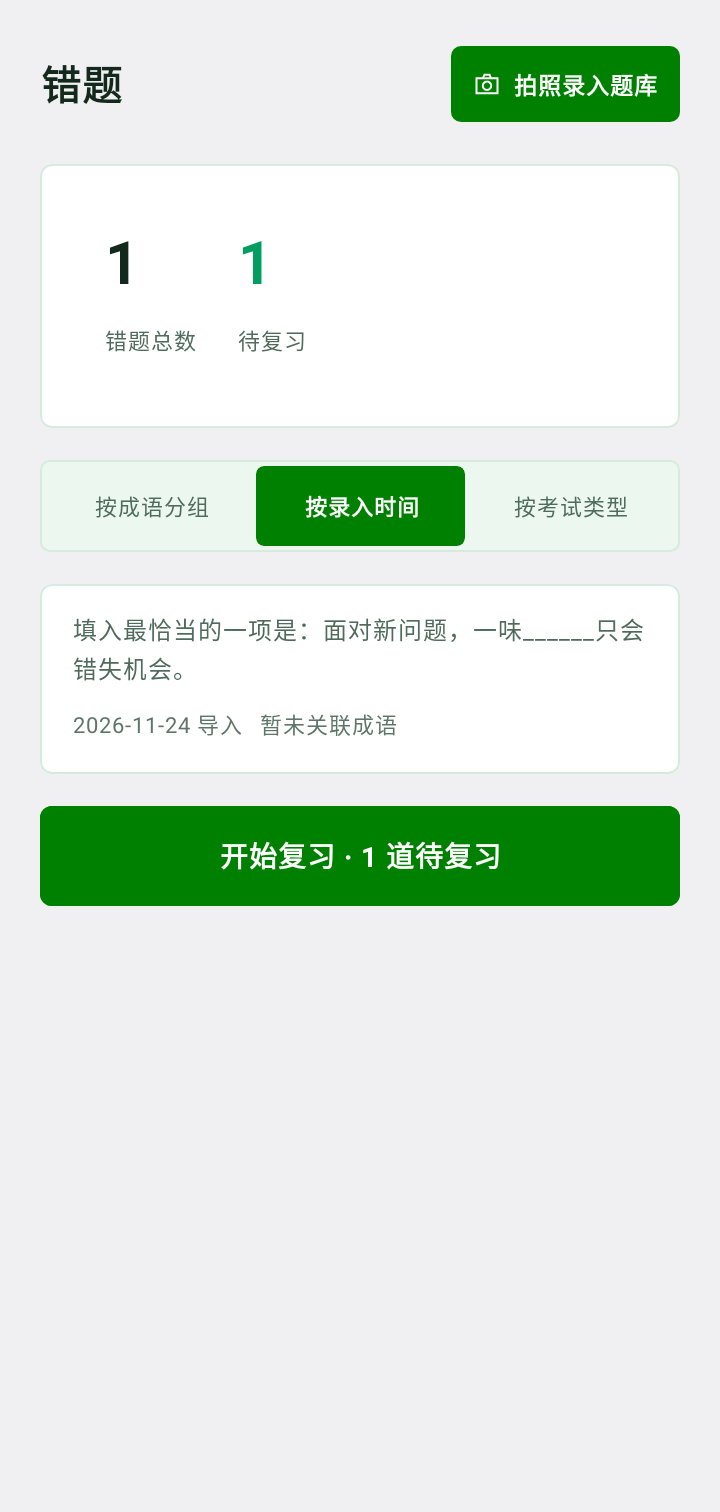 错题
拍照录入题库
1
1
错题总数
待复习
按成语分组
按录入时间
按考试类型
填入最恰当的一项是：面对新问题，一味______只会
错失机会。
2026-11-24 导入 暂未关联成语
开始复习 · 1 道待复习